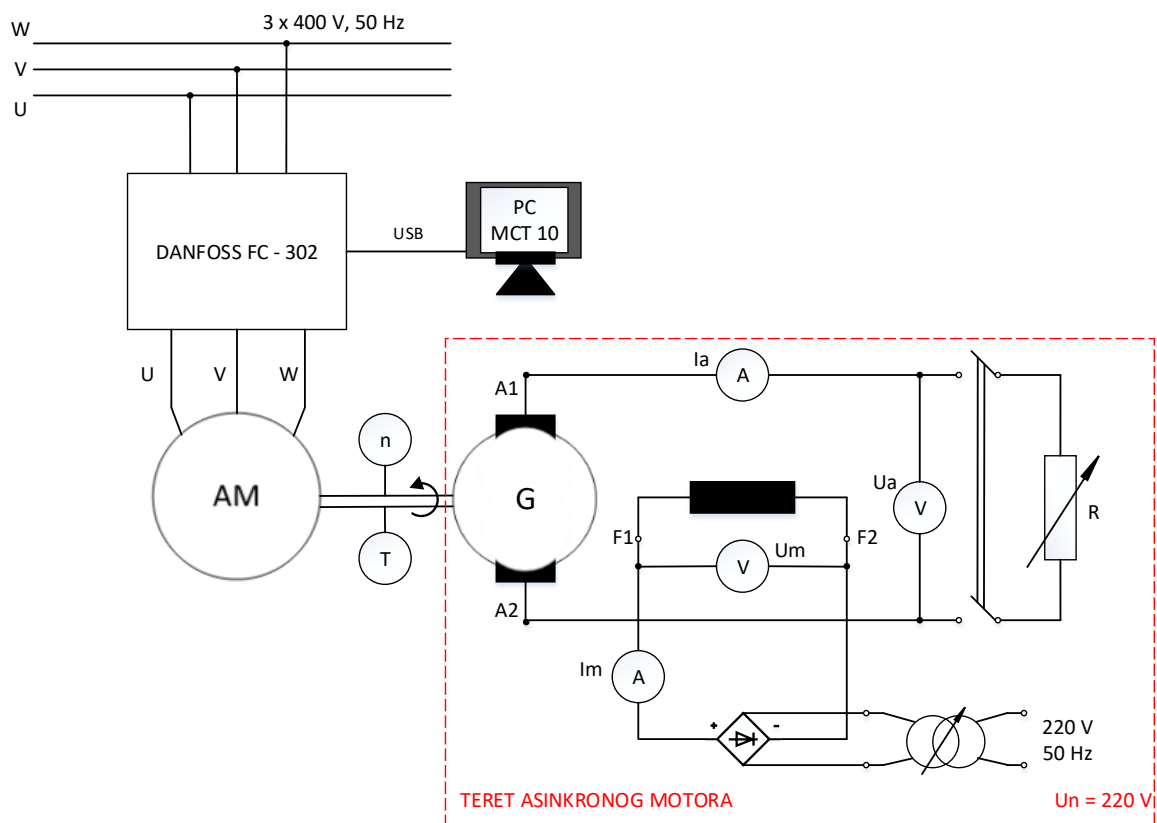 3 x 400 V, 50 Hz
W
V
U
DANFOSS FC - 302
USB
PC
MCT 10
U
V
W
AM
n
T
G
A1
A2
Ia
A
Ua
V
R
F1
F2
Um
V
Im
A
+
-
220 V
50 Hz
TERET ASINKRONOG MOTORA
Un = 220 V